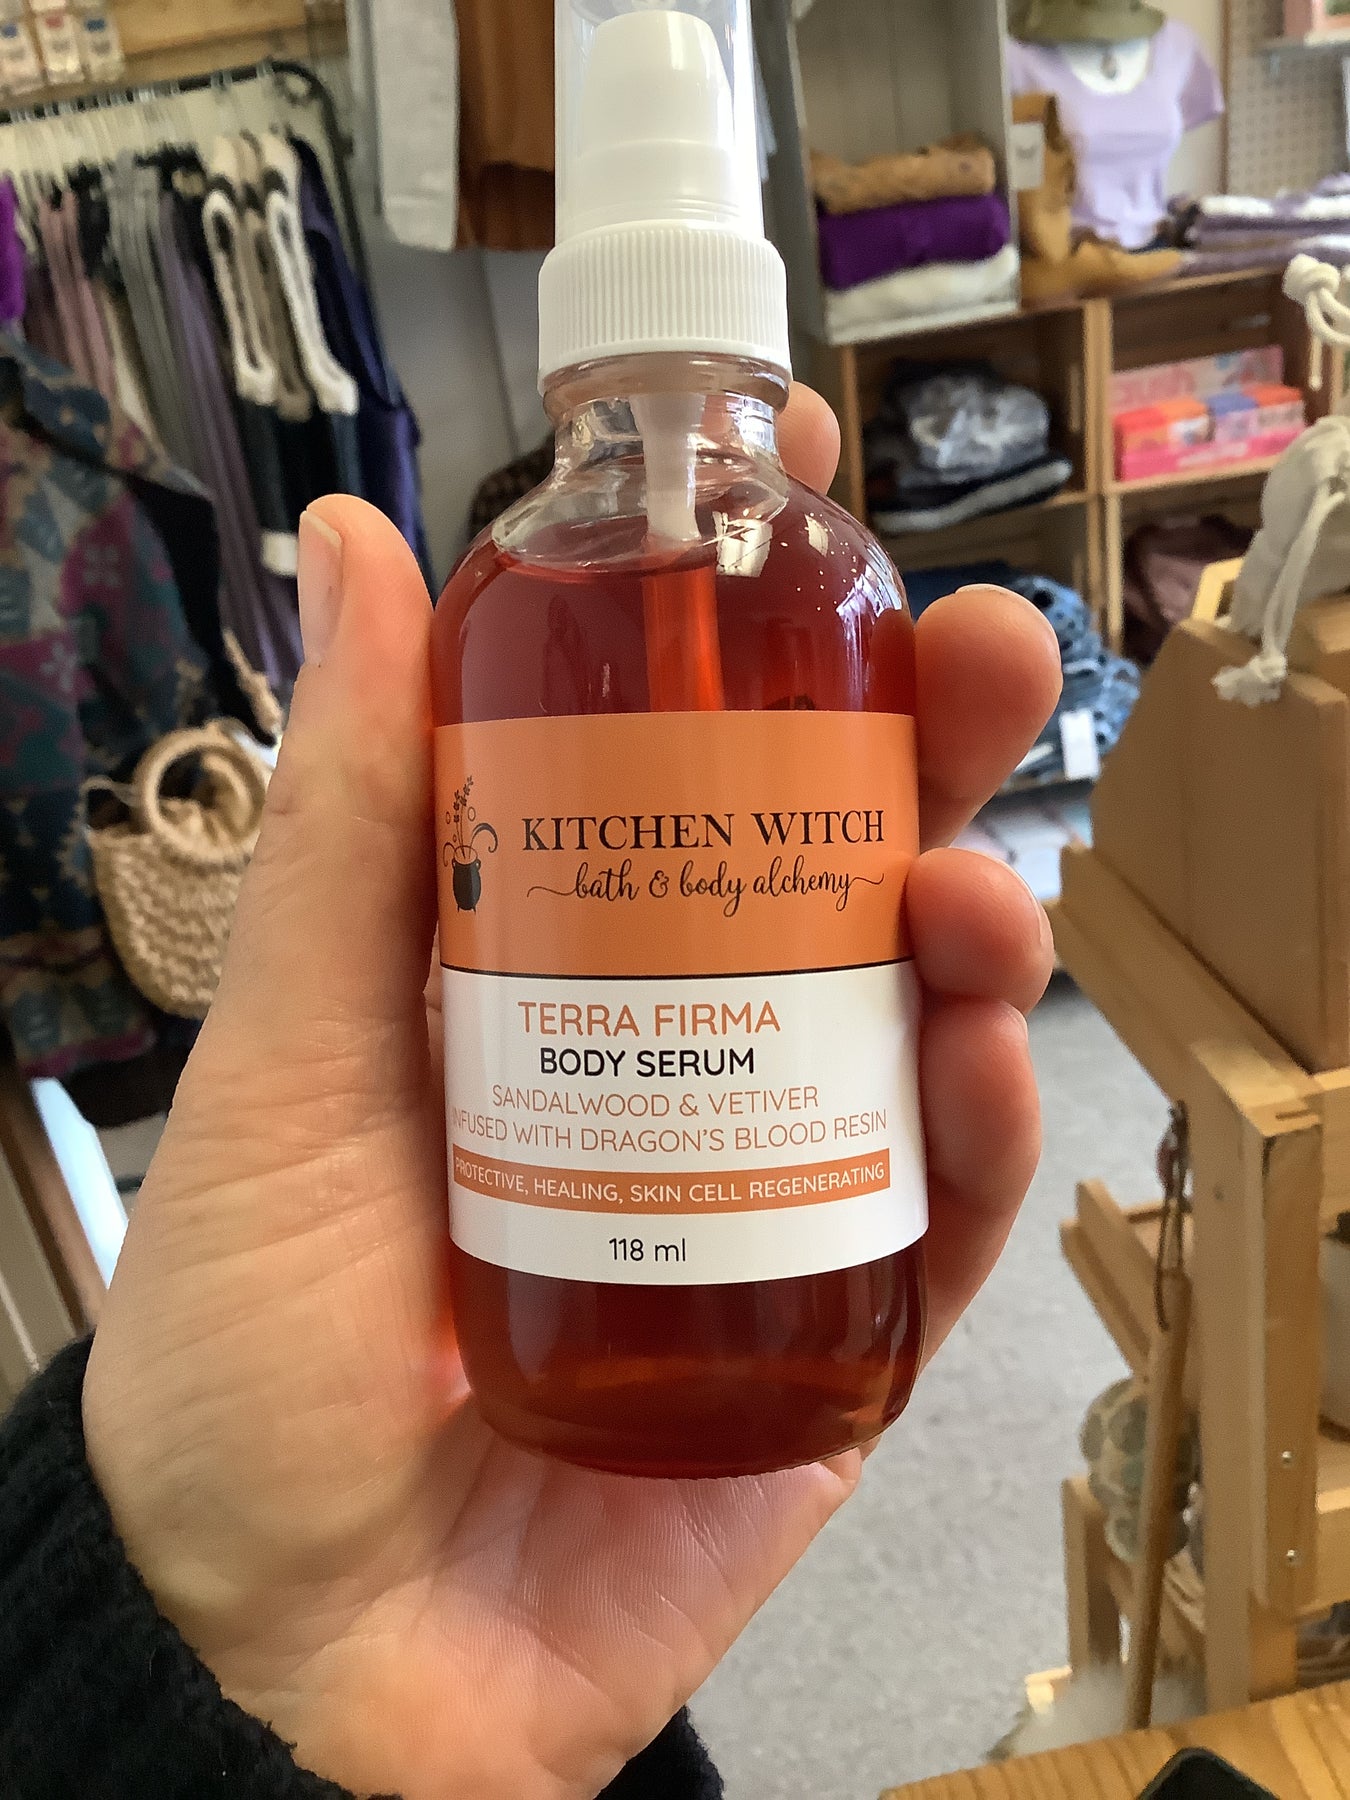 KITCHEN WITCH
bath & body alchemy
TERRA FIRMA
BODY SERUM
SANDALWOOD & VETIVER
INFUSED WITH DRAGON'S BLOOD RESIN
PROTECTIVE, HEALING, SKIN CELL REGENERATING
118 ml